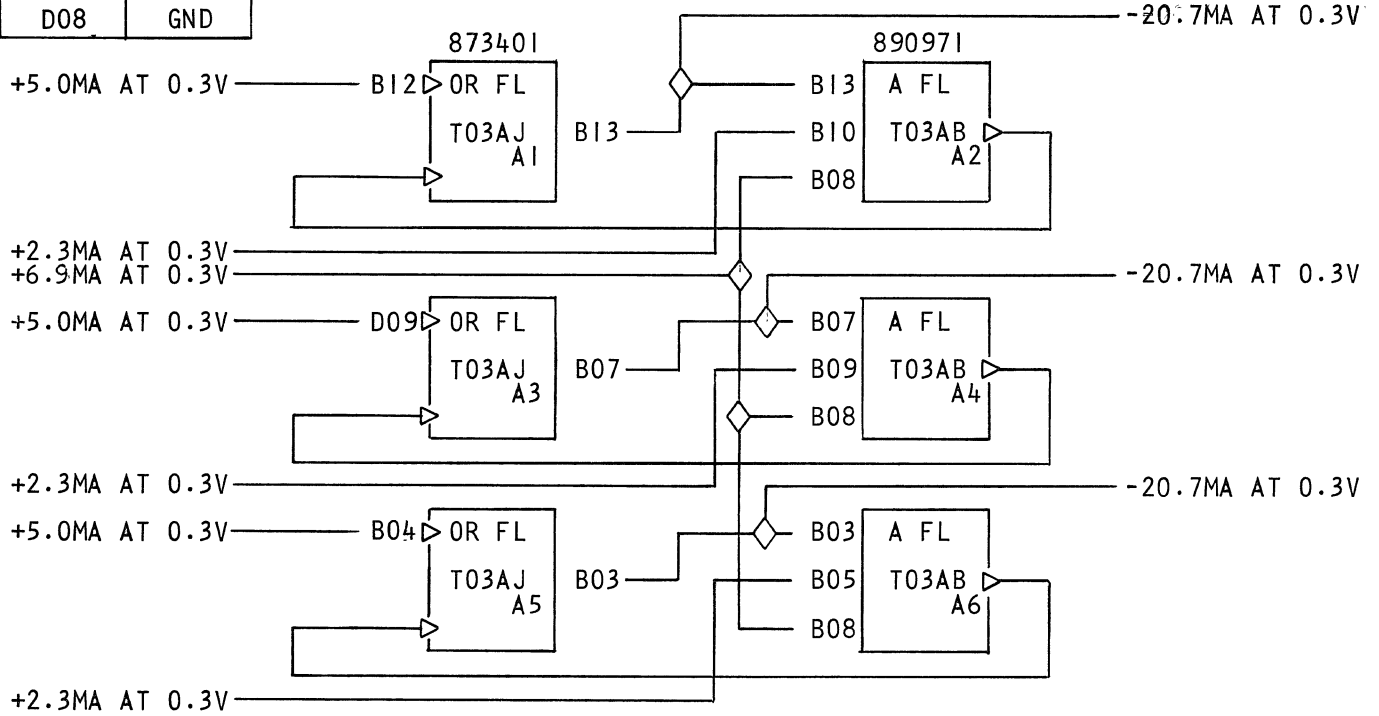 D08 GND
-20.7MA AT 0.3V
873401 890971
+5.0MA AT 0.3V B12 OR FL B13 A FL
T03AJ B13 B10 T03AB
A1 A2
B08
+2.3MA AT 0.3V
+6.9MA AT 0.3V -20.7MA AT 0.3V
+5.0MA AT 0.3V D09 OR FL B07 A FL
T03AJ B07 B09 T03AB
A3 A4
B08
+2.3MA AT 0.3V -20.7MA AT 0.3V
+5.0MA AT 0.3V B04 OR FL B03 A FL
T03AJ B03 B05 T03AB
A5 A6
B08
+2.3MA AT 0.3V